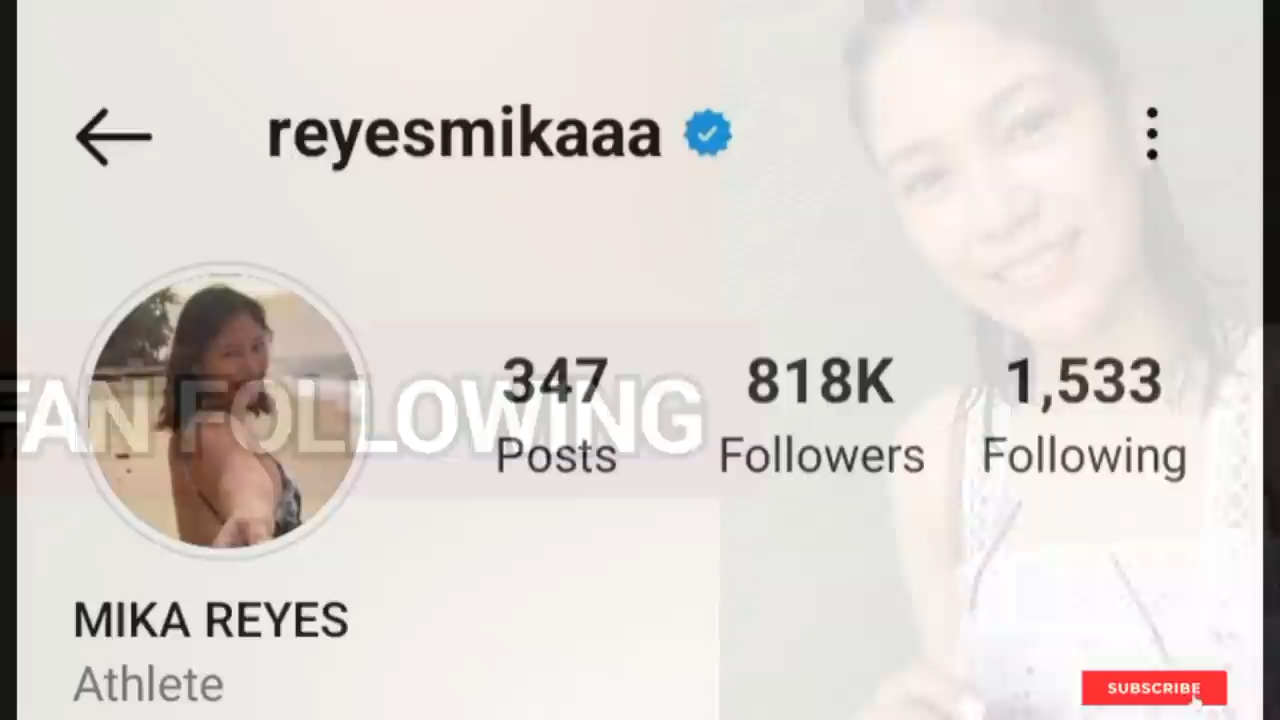 reyesmikaaa
347 818K 1,533
FAN FOLLOWING
Posts Followers Following
MIKA REYES
Athlete
SUBSCRIBE